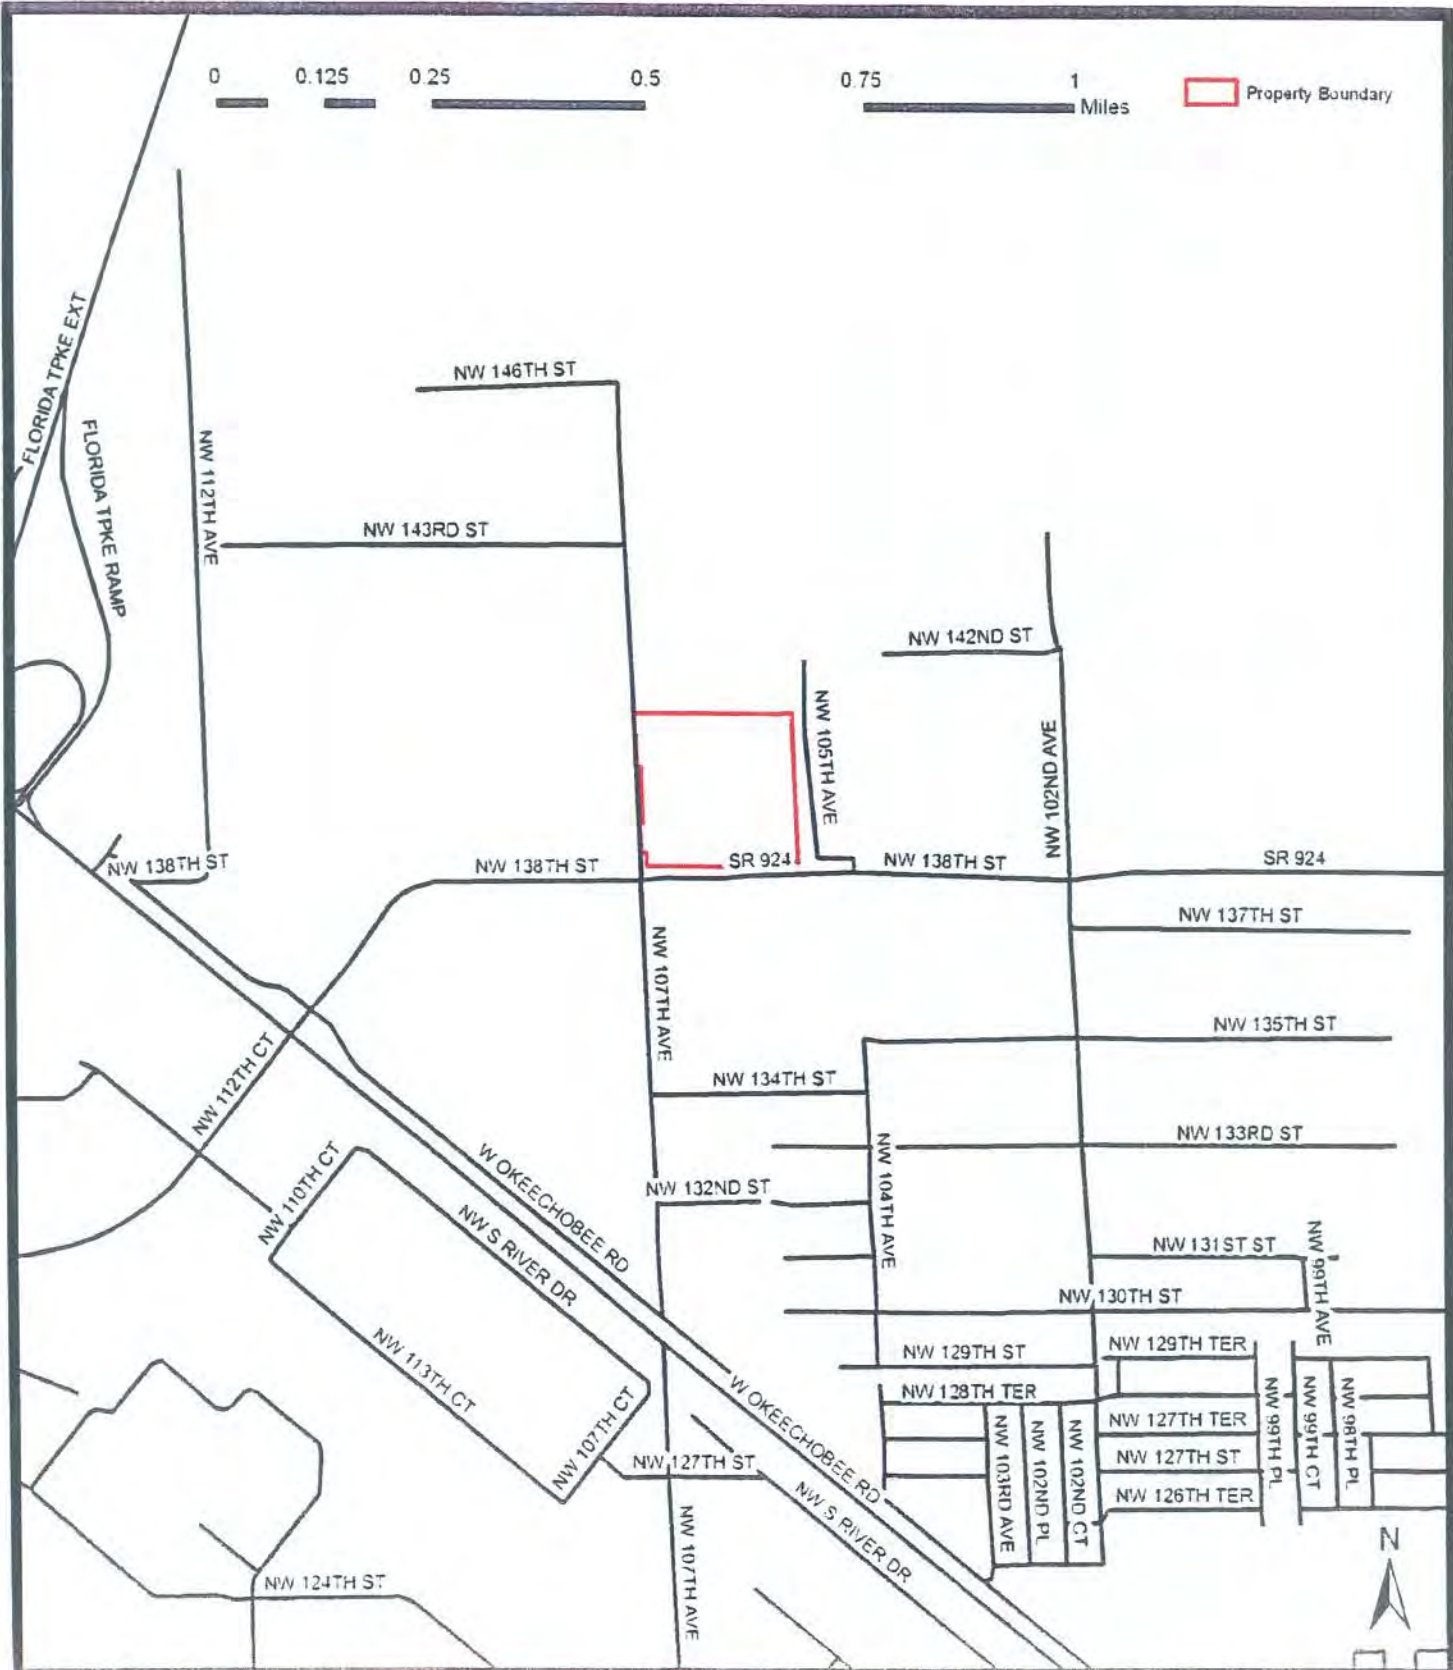 0 0.125 0.25 0.5 0.75 1
Miles
Property Boundary
FLORIDA TPKE EXT
FLORIDA TPKE RAMP
NW 112TH AVE
NW 146TH ST
NW 143RD ST
NW 142ND ST
NW 105TH AVE
NW 102ND AVE
NW 138TH ST
NW 138TH ST
SR 924
NW 138TH ST
SR 924
NW 137TH ST
NW 107TH AVE
NW 135TH ST
NW 112TH CT
NW 134TH ST
NW 133RD ST
NW 104TH AVE
NW 110TH CT
W OKEECHOBEE RD
NW 132ND ST
NW S RIVER DR
NW 131ST ST
NW 99TH AVE
NW 130TH ST
NW 113TH CT
NW 129TH ST
NW 129TH TER
NW 128TH TER
W OKEECHOBEE RD
NW 107TH CT
NW 127TH TER
NW 103RD AVE
NW 102ND PL
NW 102ND CT
NW 99TH PL
NW 99TH CT
NW 98TH PL
NW 127TH ST
NW 127TH ST
NW S RIVER DR
NW 126TH TER
NW 107TH AVE
NW 124TH ST
N